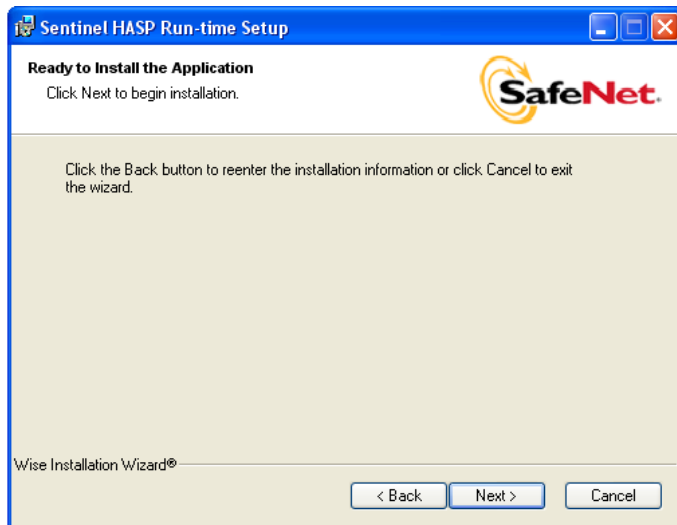 Sentinel HASP Run-time Setup
Ready to Install the Application
Click Next to begin installation.
SafeNet.
Click the Back button to reenter the installation information or click Cancel to exit
the wizard.
Wise Installation Wizard®
< Back
Next >
Cancel